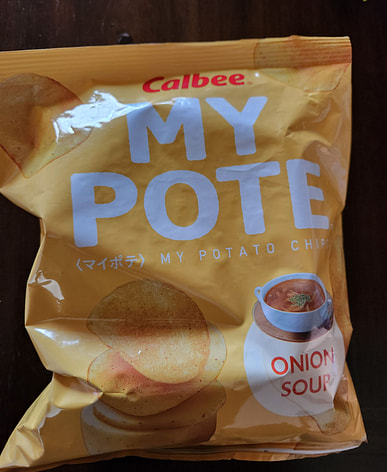 Calbee
MY
POTE
〈マイポテ〉 MY POTATO CHIPS
ONION
SOUP